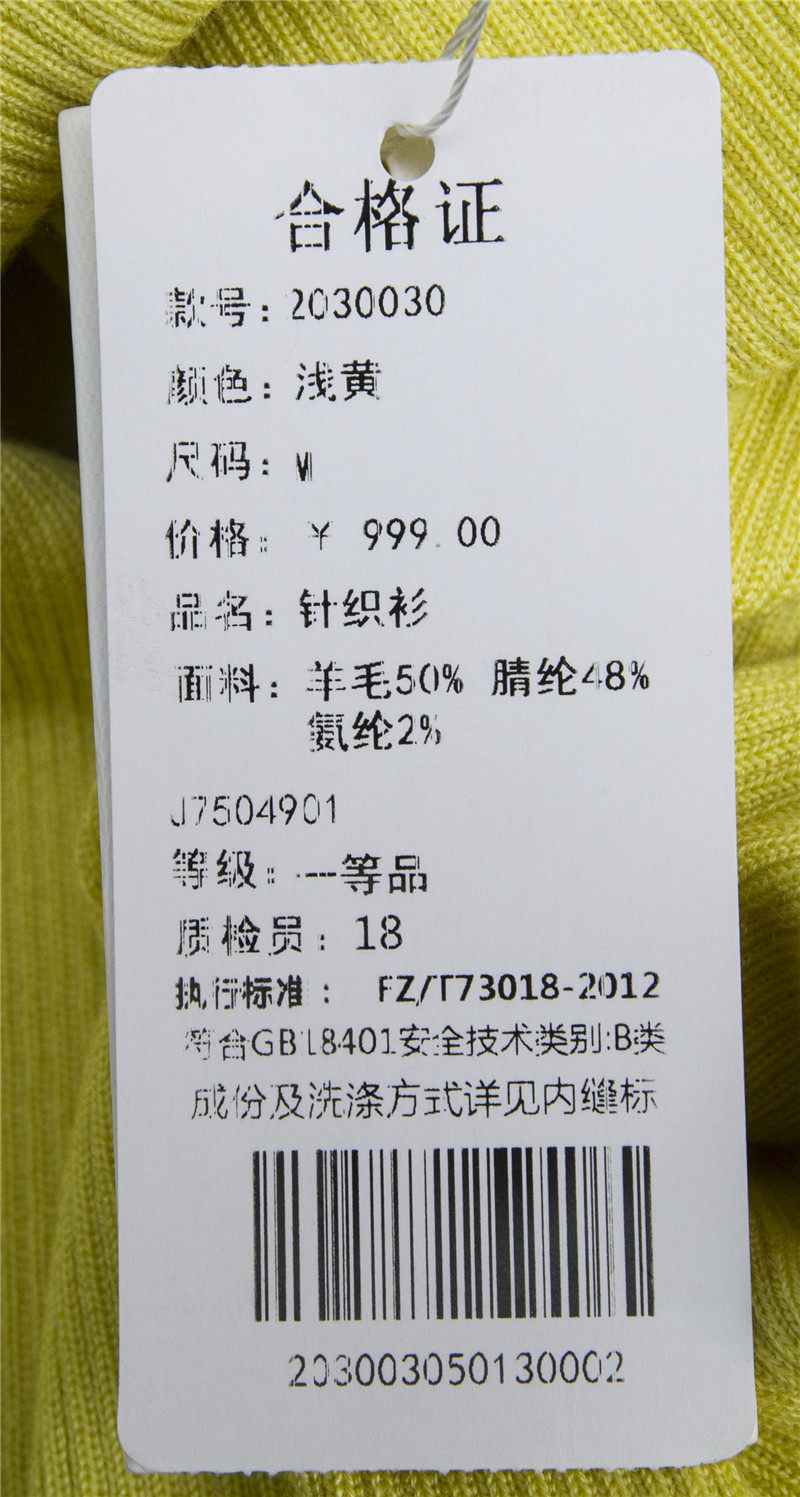 合格证
款号：2030030
颜色：浅黄
尺码：M
价格：￥ 999.00
品名：针织衫
面料：羊毛50% 腈纶48%
氨纶2%
J7504901
等级：一等品
质检员：18
执行标准： FZ/T73018-2012
符合GB18401安全技术类别:B类
成份及洗涤方式详见内缝标
203003050130002